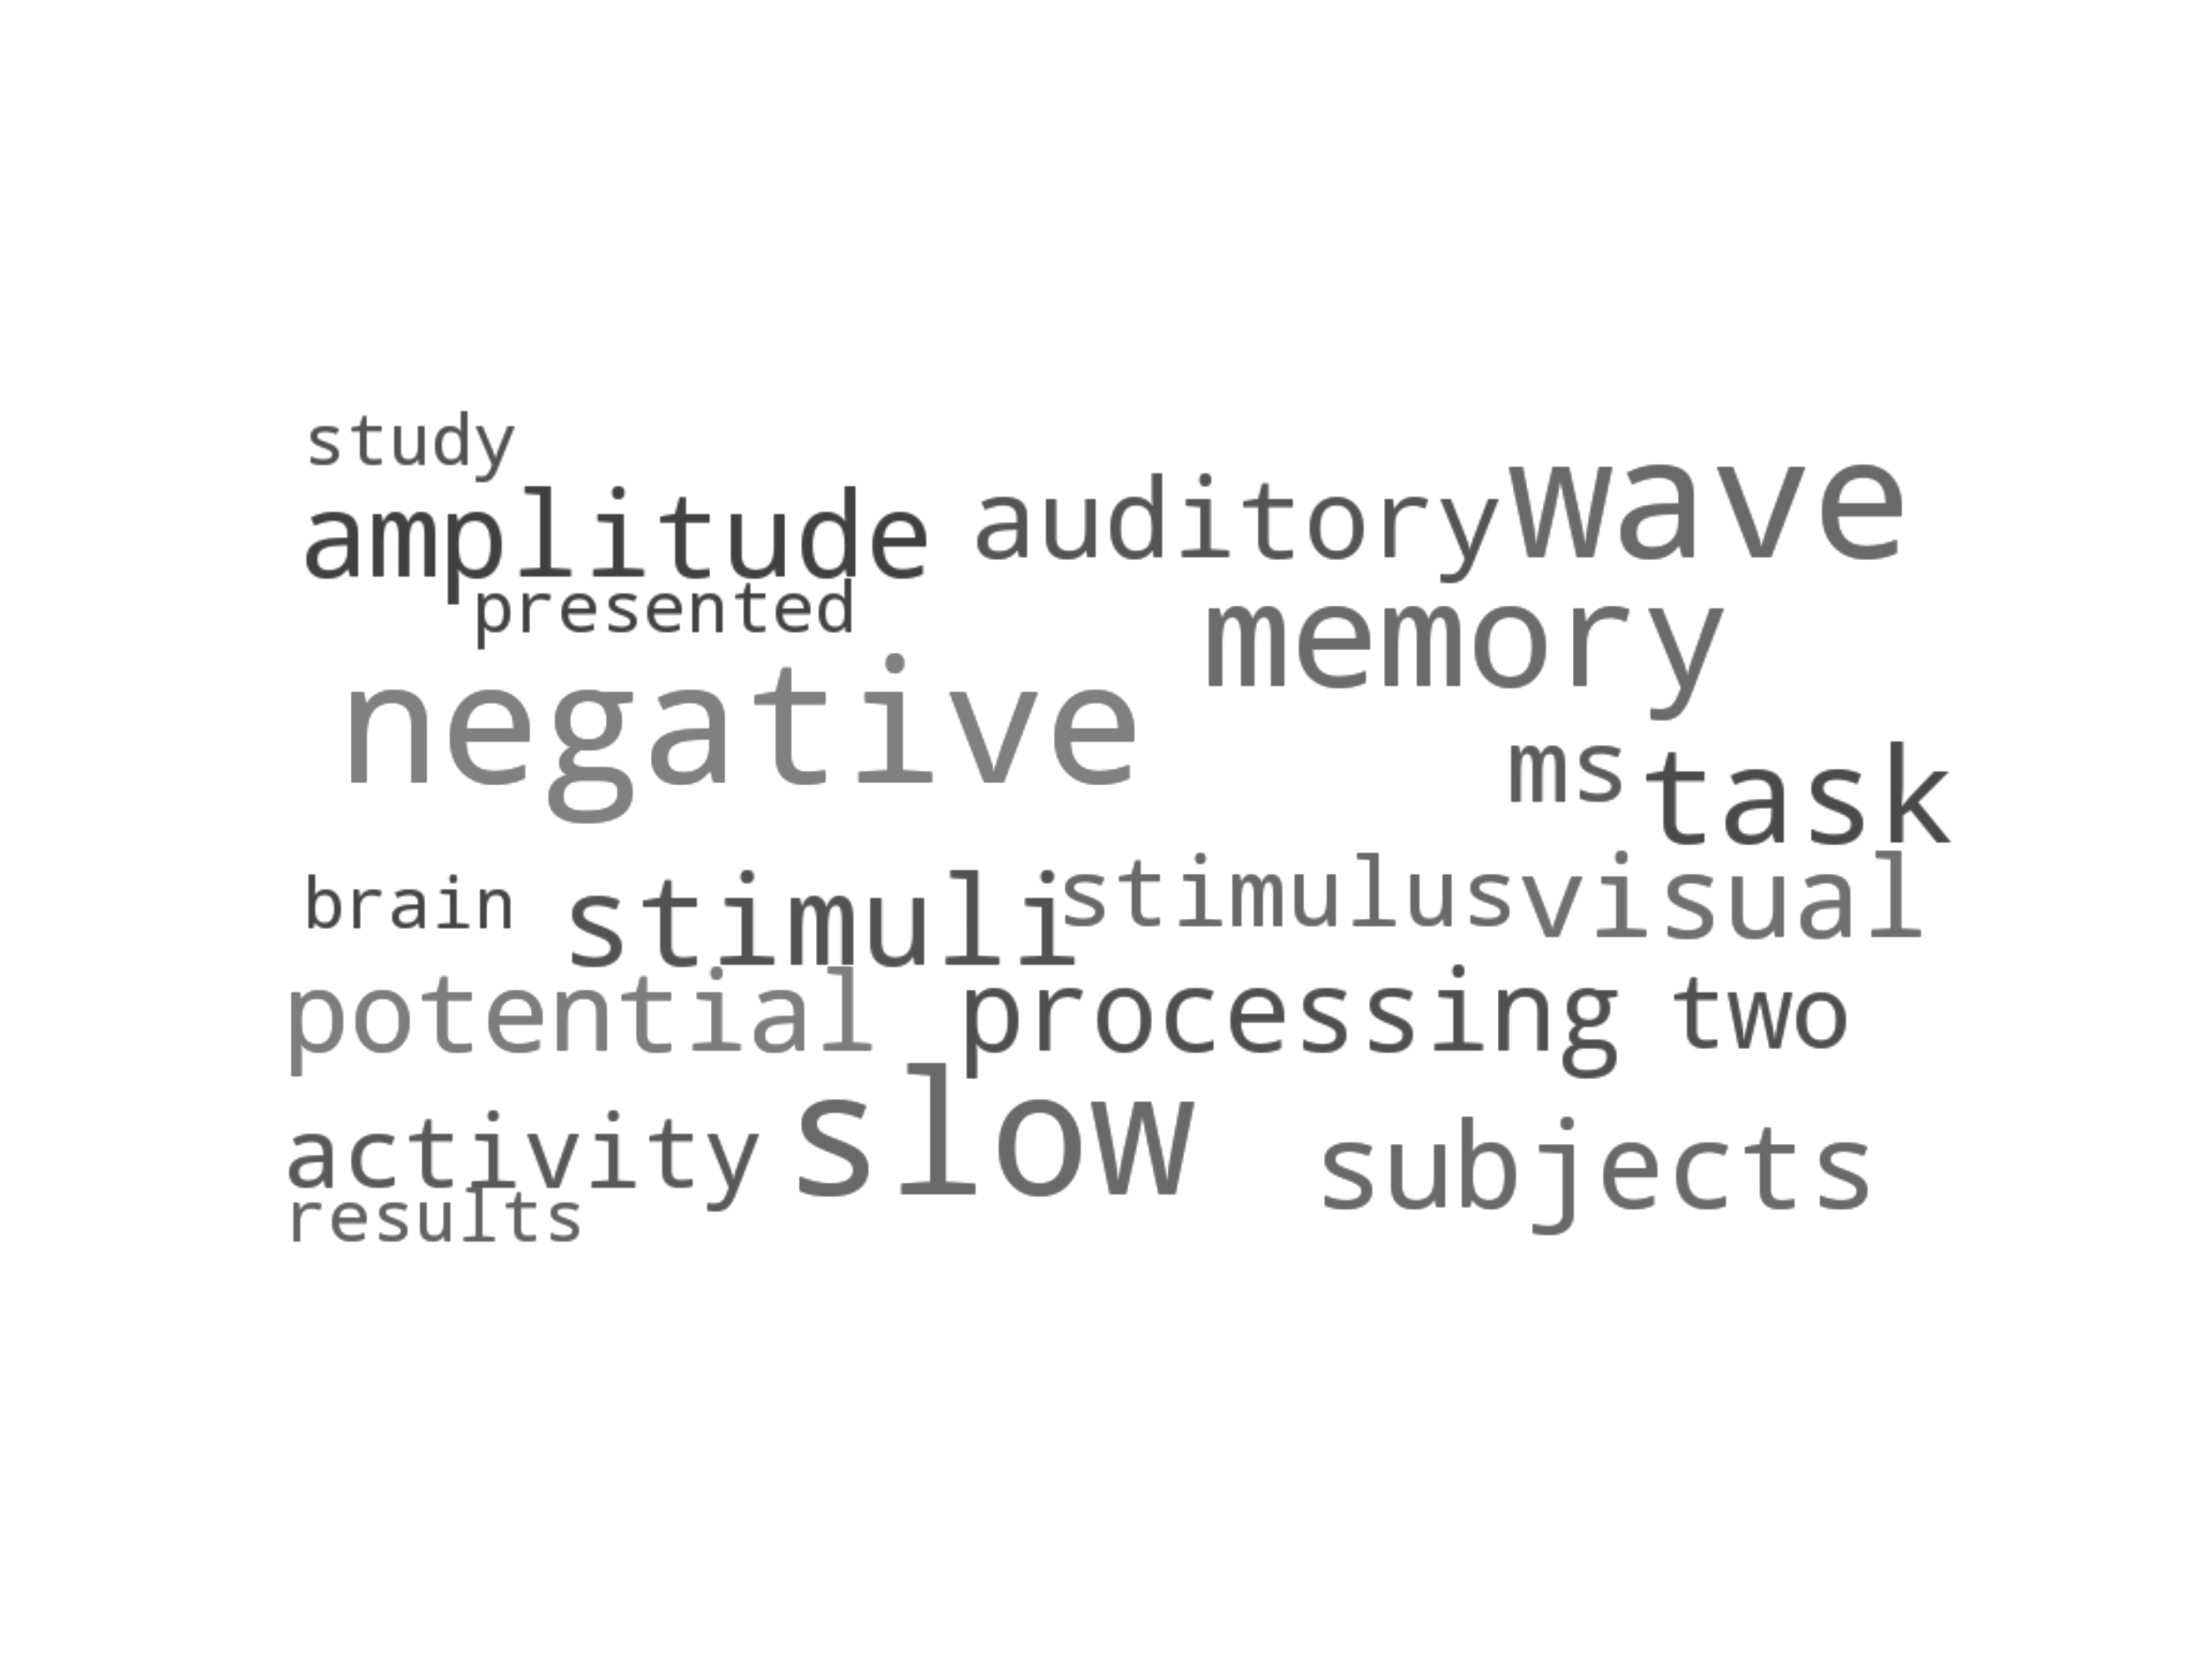 study
amplitude auditory wave
presented memory
negative
ms task
brain stimuli stimulus visual
potential processing two
activity slow subjects
results